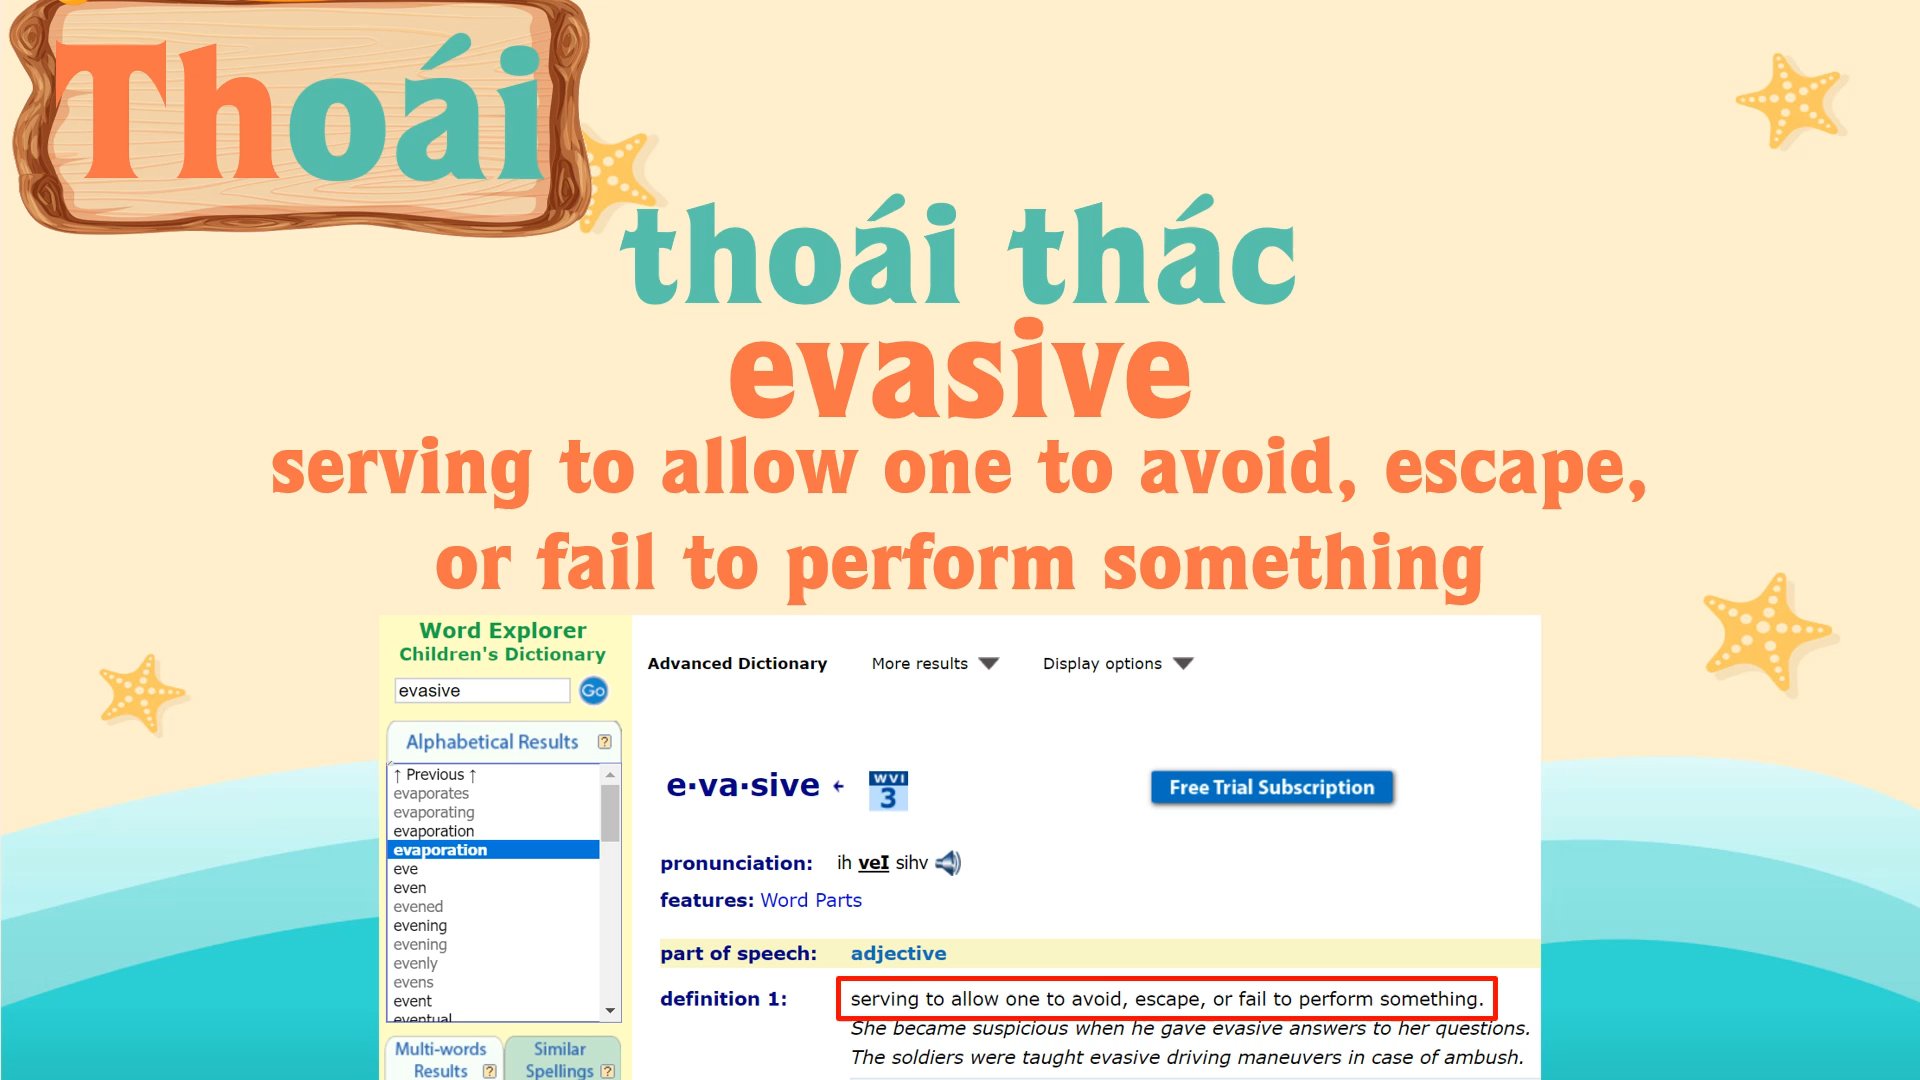 Thoái
thoái thác
evasive
serving to allow one to avoid, escape,
or fail to perform something
Word Explorer
Children's Dictionary
evasive
Go
Alphabetical Results ?
↑ Previous ↑
evaporates
evaporating
evaporation
evaporation
eve
even
evened
evening
evening
evenly
evens
event
eventual
Multi-words
Results ?
Similar
Spellings ?
Advanced Dictionary More results Display options
e·va·sive WVI 3 Free Trial Subscription
pronunciation: ih veI sihv
features: Word Parts
part of speech: adjective
definition 1: serving to allow one to avoid, escape, or fail to perform something.
She became suspicious when he gave evasive answers to her questions.
The soldiers were taught evasive driving maneuvers in case of ambush.